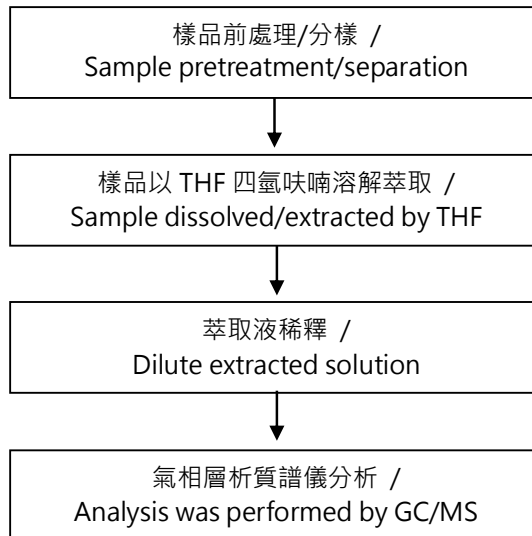 樣品前處理/分樣 /
Sample pretreatment/separation
樣品以 THF 四氫呋喃溶解萃取 /
Sample dissolved/extracted by THF
萃取液稀釋 /
Dilute extracted solution
氣相層析質譜儀分析 /
Analysis was performed by GC/MS